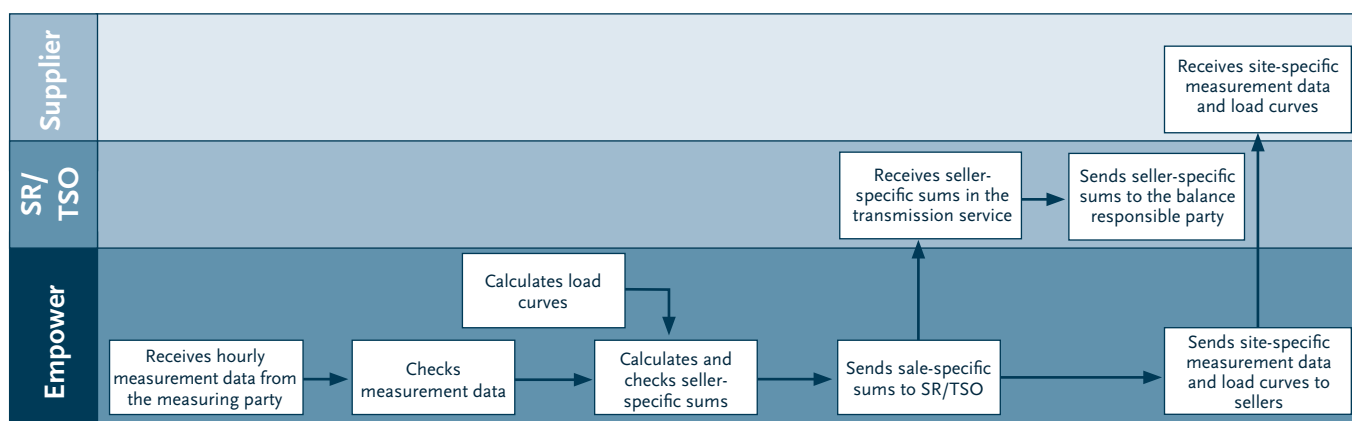 Supplier
Receives site-specific
measurement data
and load curves
SR/
TSO
Receives seller-
specific sums in the
transmission service
Sends seller-specific
sums to the balance
responsible party
Empower
Calculates load
curves
Receives hourly
measurement data from
the measuring party
Checks
measurement data
Calculates and
checks seller-
specific sums
Sends sale-specific
sums to SR/TSO
Sends site-specific
measurement data
and load curves to
sellers